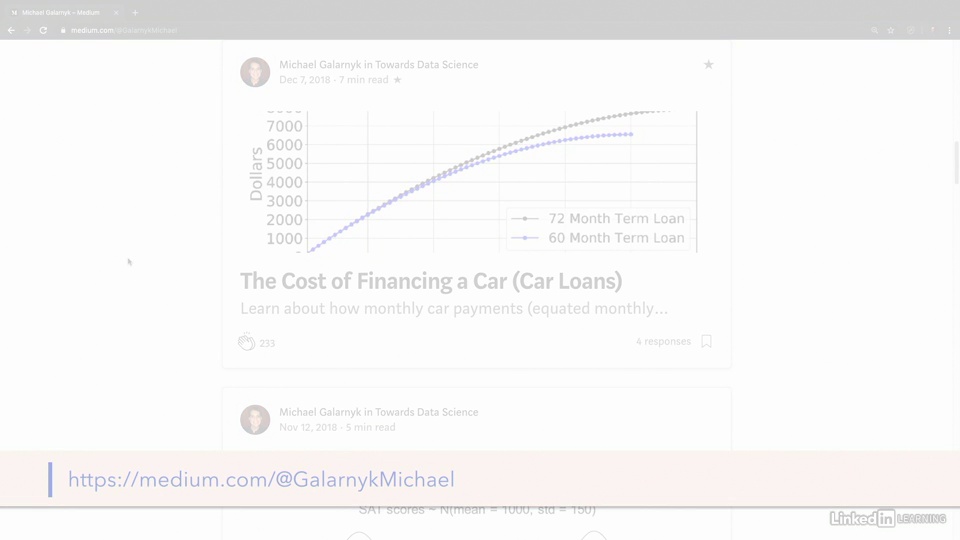 Michael Galarnyk – Medium
medium.com/@GalarnykMichael
Michael Galarnyk in Towards Data Science
Dec 7, 2018 · 7 min read ★
7000
6000
5000
4000
3000
2000
1000
Dollars
72 Month Term Loan
60 Month Term Loan
The Cost of Financing a Car (Car Loans)
Learn about how monthly car payments (equated monthly…
233
4 responses
Michael Galarnyk in Towards Data Science
Nov 12, 2018 · 5 min read
https://medium.com/@GalarnykMichael
SAT scores ~ N(mean = 1000, std = 150)
LinkedIn LEARNING